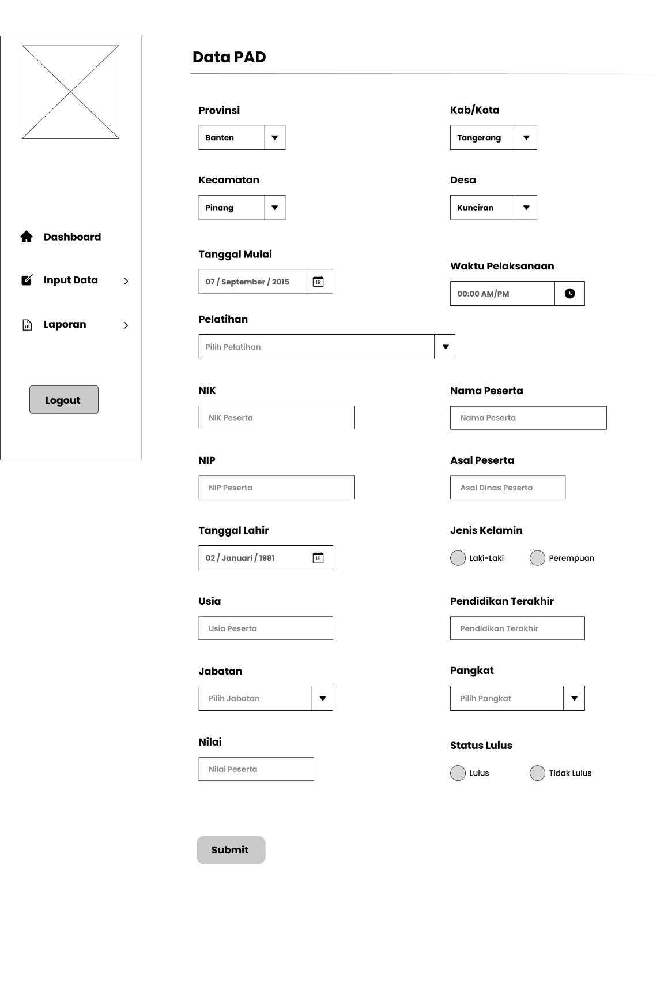 Data PAD
Dashboard
Input Data
Laporan
Logout
Provinsi
Kab/Kota
Banten
Tangerang
Kecamatan
Desa
Pinang
Kunciran
Tanggal Mulai
Waktu Pelaksanaan
07 / September / 2015
19
00:00 AM/PM
Pelatihan
Pilih Pelatihan
NIK
Nama Peserta
NIK Peserta
Nama Peserta
NIP
Asal Peserta
NIP Peserta
Asal Dinas Peserta
Tanggal Lahir
Jenis Kelamin
02 / Januari / 1981
19
Laki-Laki
Perempuan
Usia
Pendidikan Terakhir
Usia Peserta
Pendidikan Terakhir
Jabatan
Pangkat
Pilih Jabatan
Pilih Pangkat
Nilai
Status Lulus
Nilai Peserta
Lulus
Tidak Lulus
Submit